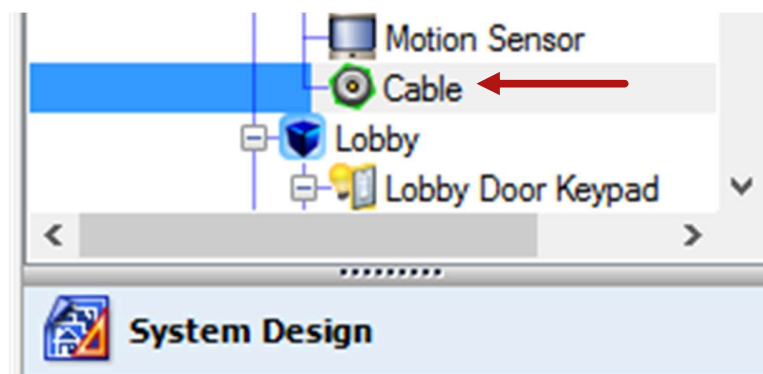 Motion Sensor
Cable
Lobby
Lobby Door Keypad
System Design